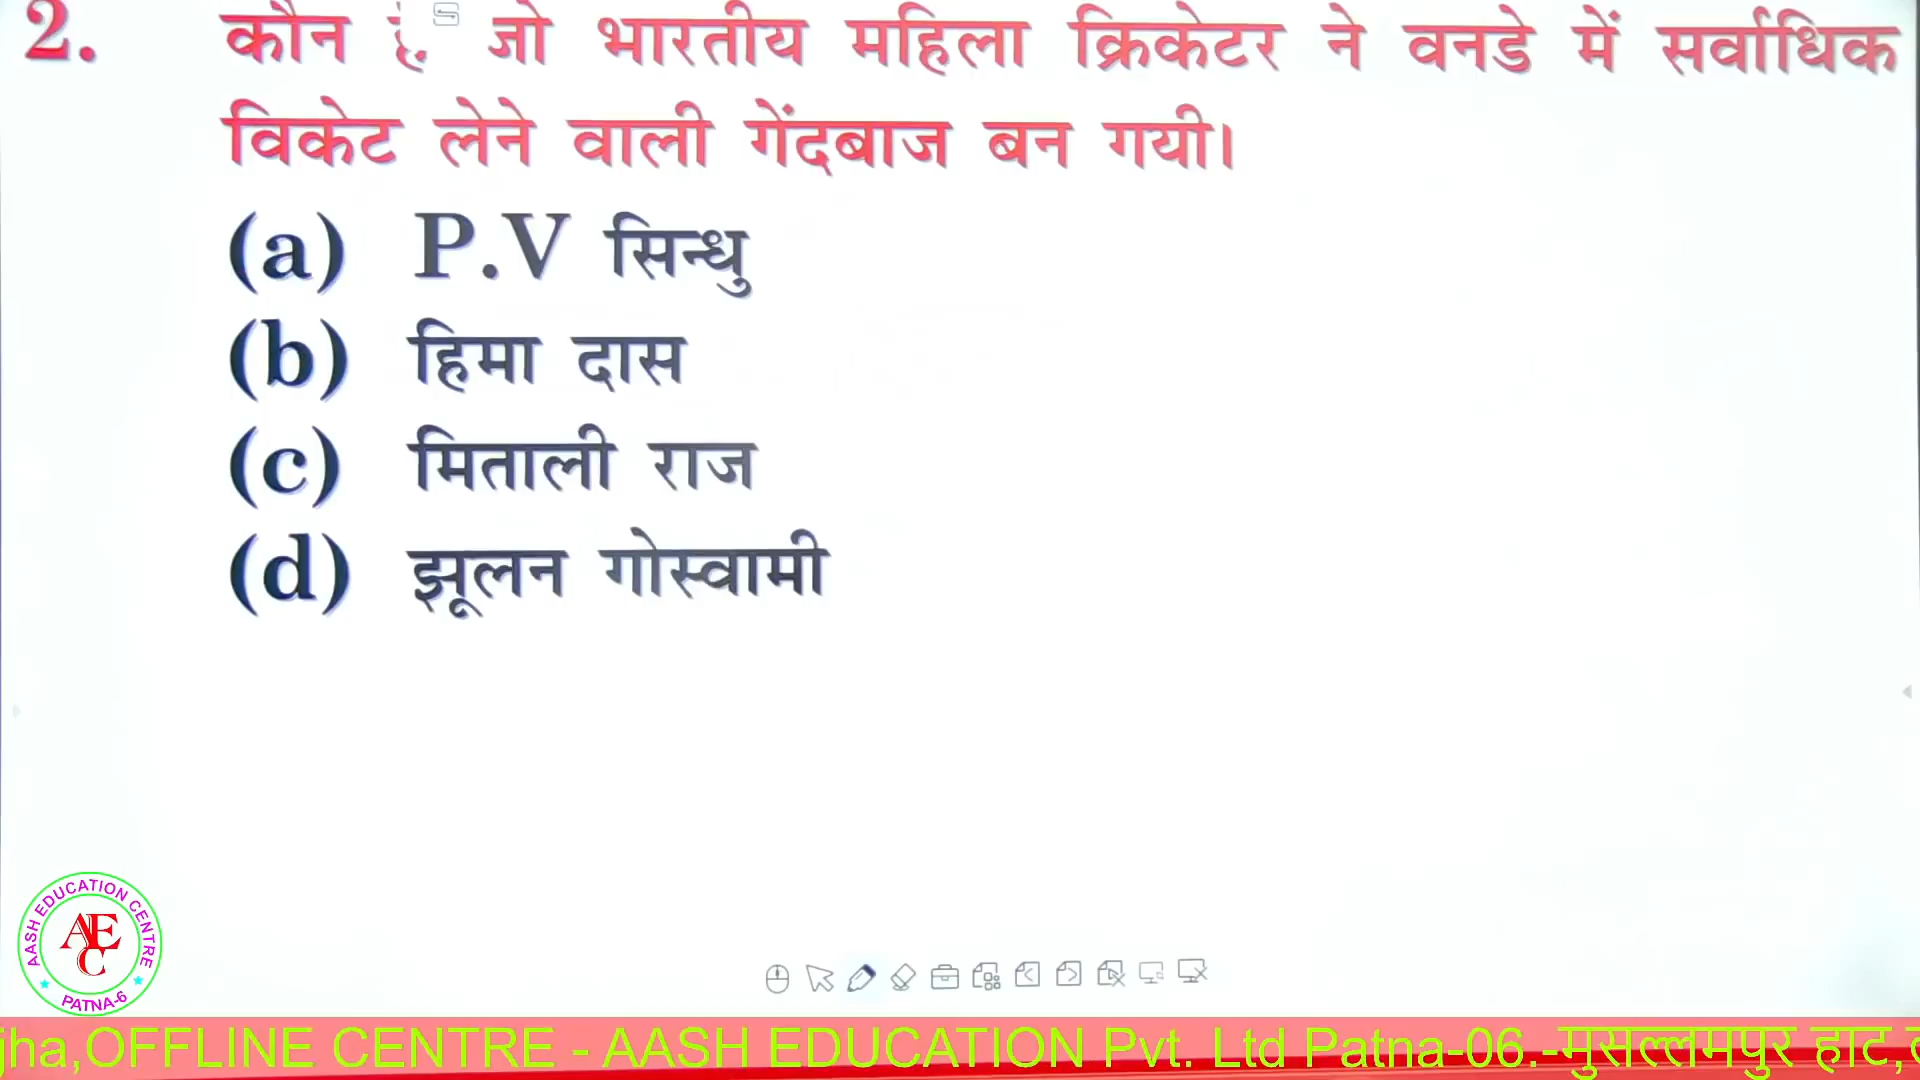 2. कौन है जो भारतीय महिला क्रिकेटर ने वनडे में सर्वाधिक
विकेट लेने वाली गेंदबाज बन गयी।
(a) P.V सिन्धु
(b) हिमा दास
(c) मिताली राज
(d) झूलन गोस्वामी
AASH EDUCATION CENTRE
AEC
PATNA-6
jha,OFFLINE CENTRE - AASH EDUCATION Pvt. Ltd Patna-06.-मुसल्लमपुर हाट,